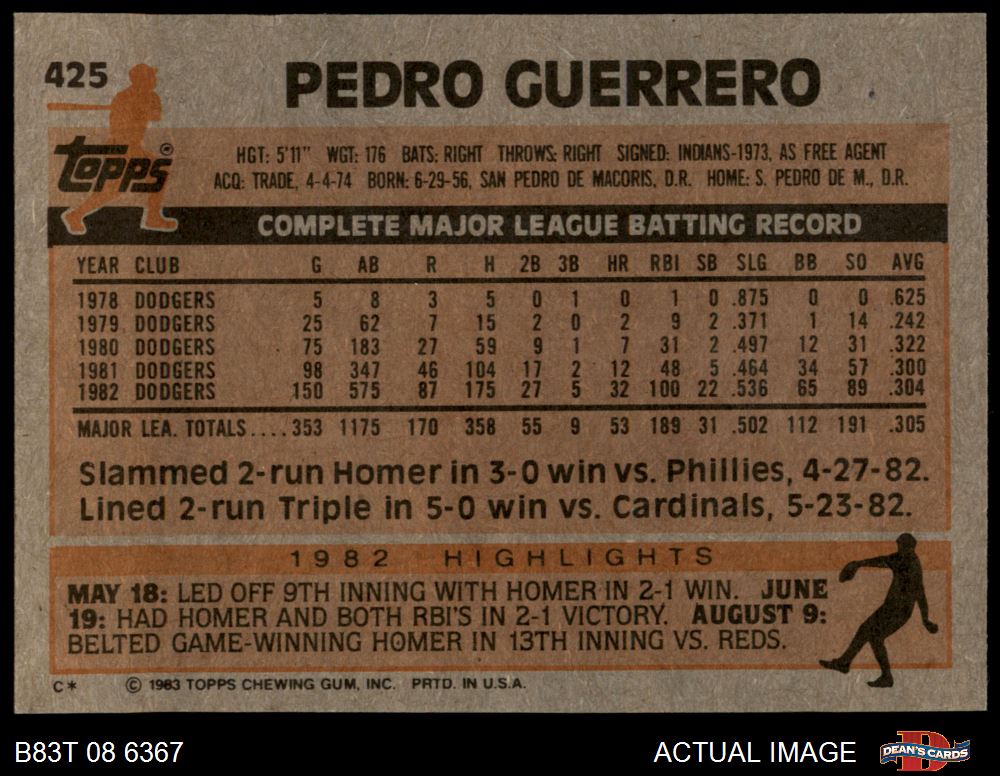 425
PEDRO GUERRERO
Topps®
HGT: 5'11" WGT: 176 BATS: RIGHT THROWS: RIGHT SIGNED: INDIANS-1973, AS FREE AGENT
ACQ: TRADE, 4-4-74 BORN: 6-29-56, SAN PEDRO DE MACORIS, D.R. HOME: S. PEDRO DE M., D.R.
COMPLETE MAJOR LEAGUE BATTING RECORD
YEAR CLUB G AB R H 2B 3B HR RBI SB SLG BB SO AVG
1978 DODGERS 5 8 3 5 0 1 0 1 0 .875 0 0 .625
1979 DODGERS 25 62 7 15 2 0 2 9 2 .371 1 14 .242
1980 DODGERS 75 183 27 59 9 1 7 31 2 .497 12 31 .322
1981 DODGERS 98 347 46 104 17 2 12 48 5 .464 34 57 .300
1982 DODGERS 150 575 87 175 27 5 32 100 22 .536 65 89 .304
MAJOR LEA. TOTALS....353 1175 170 358 55 9 53 189 31 .502 112 191 .305
Slammed 2-run Homer in 3-0 win vs. Phillies, 4-27-82.
Lined 2-run Triple in 5-0 win vs. Cardinals, 5-23-82.
1982 HIGHLIGHTS
MAY 18: LED OFF 9TH INNING WITH HOMER IN 2-1 WIN. JUNE
19: HAD HOMER AND BOTH RBI'S IN 2-1 VICTORY. AUGUST 9:
BELTED GAME-WINNING HOMER IN 13TH INNING VS. REDS.
C* © 1983 TOPPS CHEWING GUM, INC. PRTD. IN U.S.A.
B83T 08 6367 ACTUAL IMAGE D DEAN'S CARDS